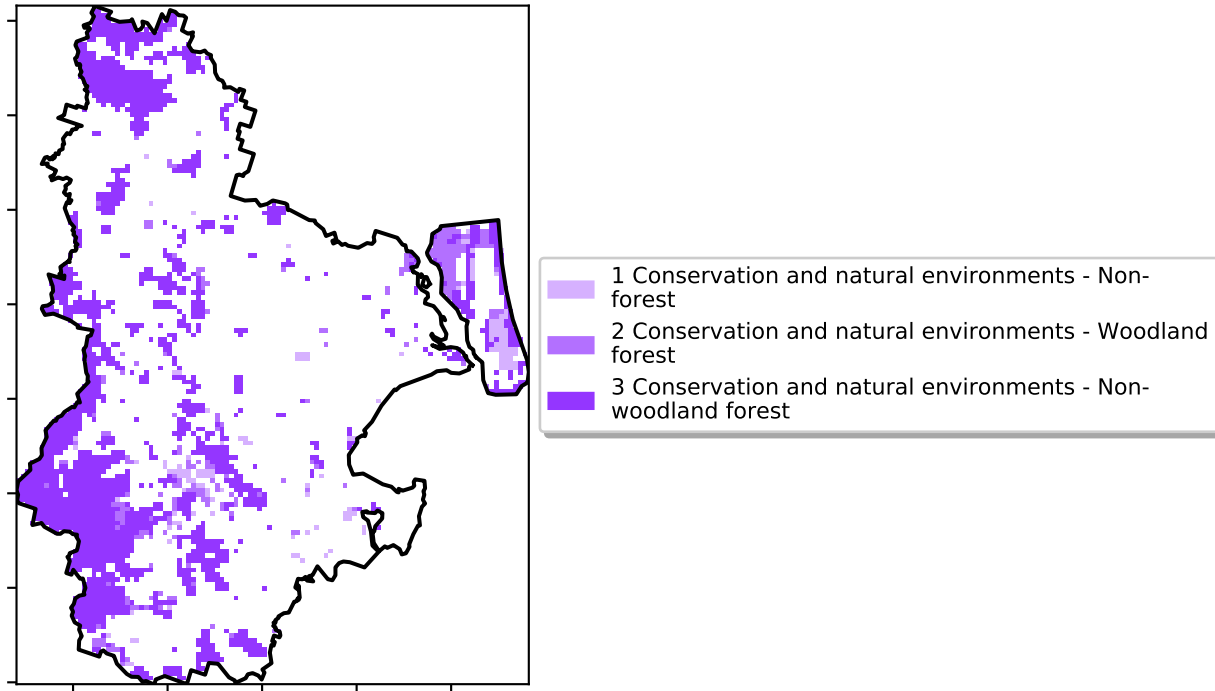 1 Conservation and natural environments - Non-
forest
2 Conservation and natural environments - Woodland
forest
3 Conservation and natural environments - Non-
woodland forest